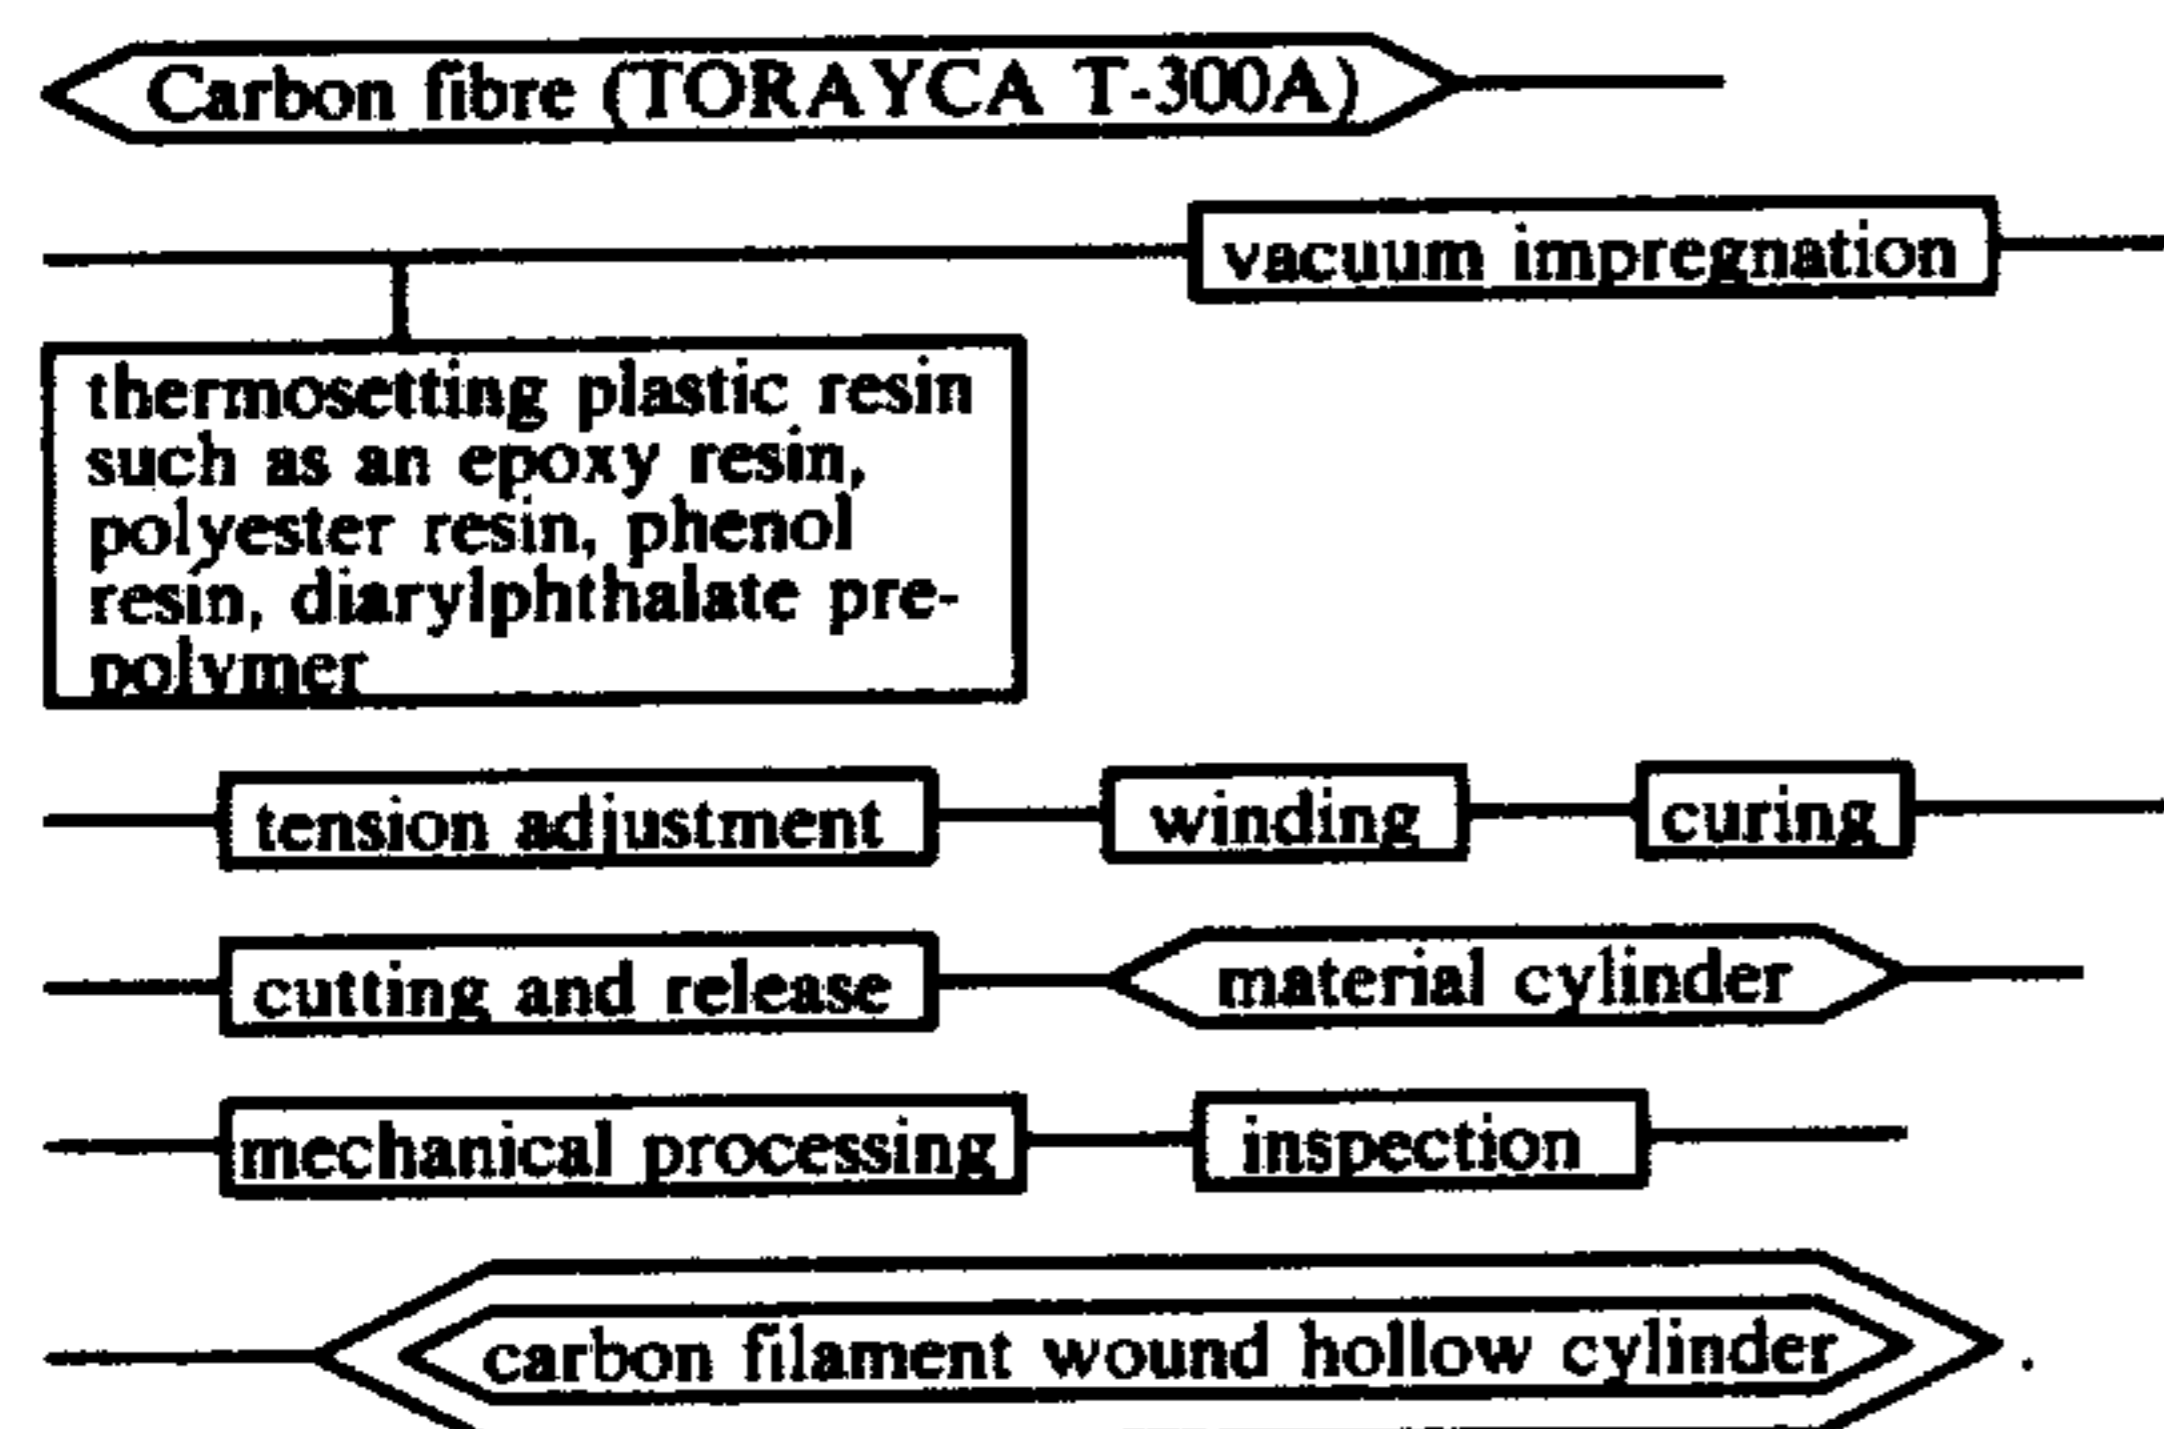 Carbon fibre (TORAYCA T-300A)
vacuum impregnation
thermosetting plastic resin
such as an epoxy resin,
polyester resin, phenol
resin, diarylphthalate pre-
polymer
tension adjustment winding curing
cutting and release material cylinder
mechanical processing inspection
carbon filament wound hollow cylinder .